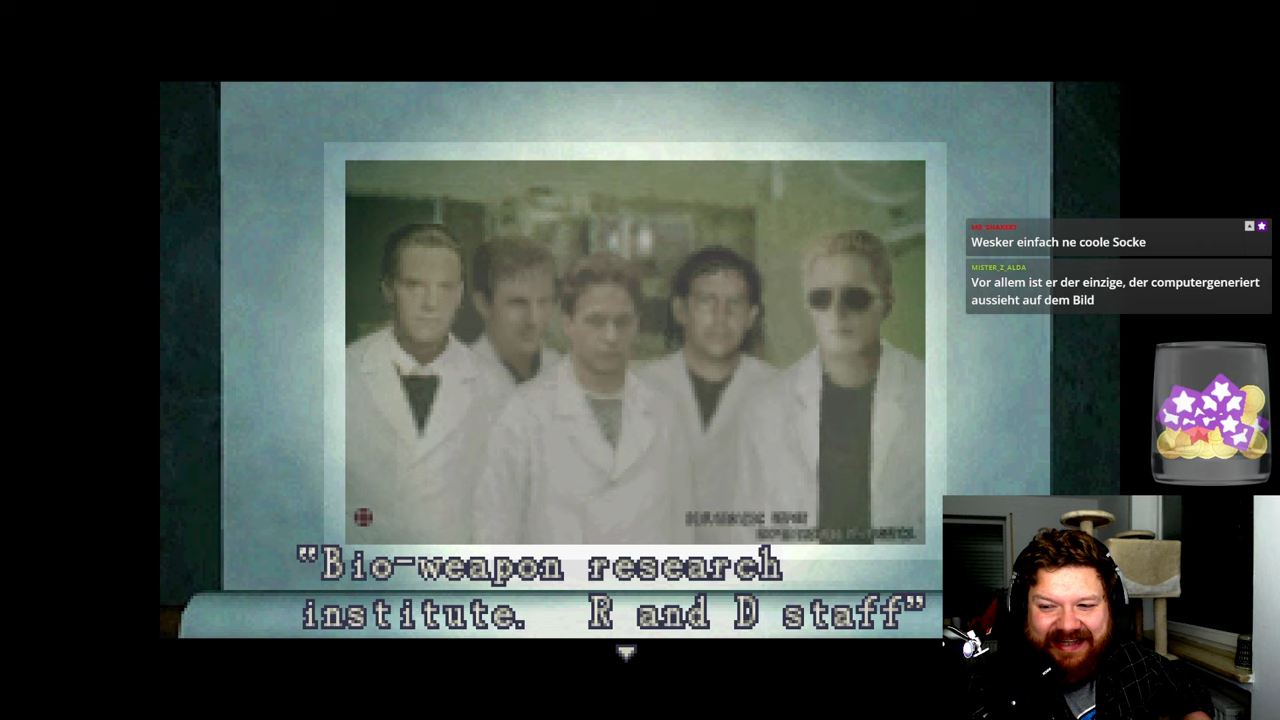 Wesker einfach ne coole Socke
MISTER_Z_ALDA
Vor allem ist er der einzige, der computergeneriert
aussieht auf dem Bild
"Bio-weapon research
institute. R and D staff"